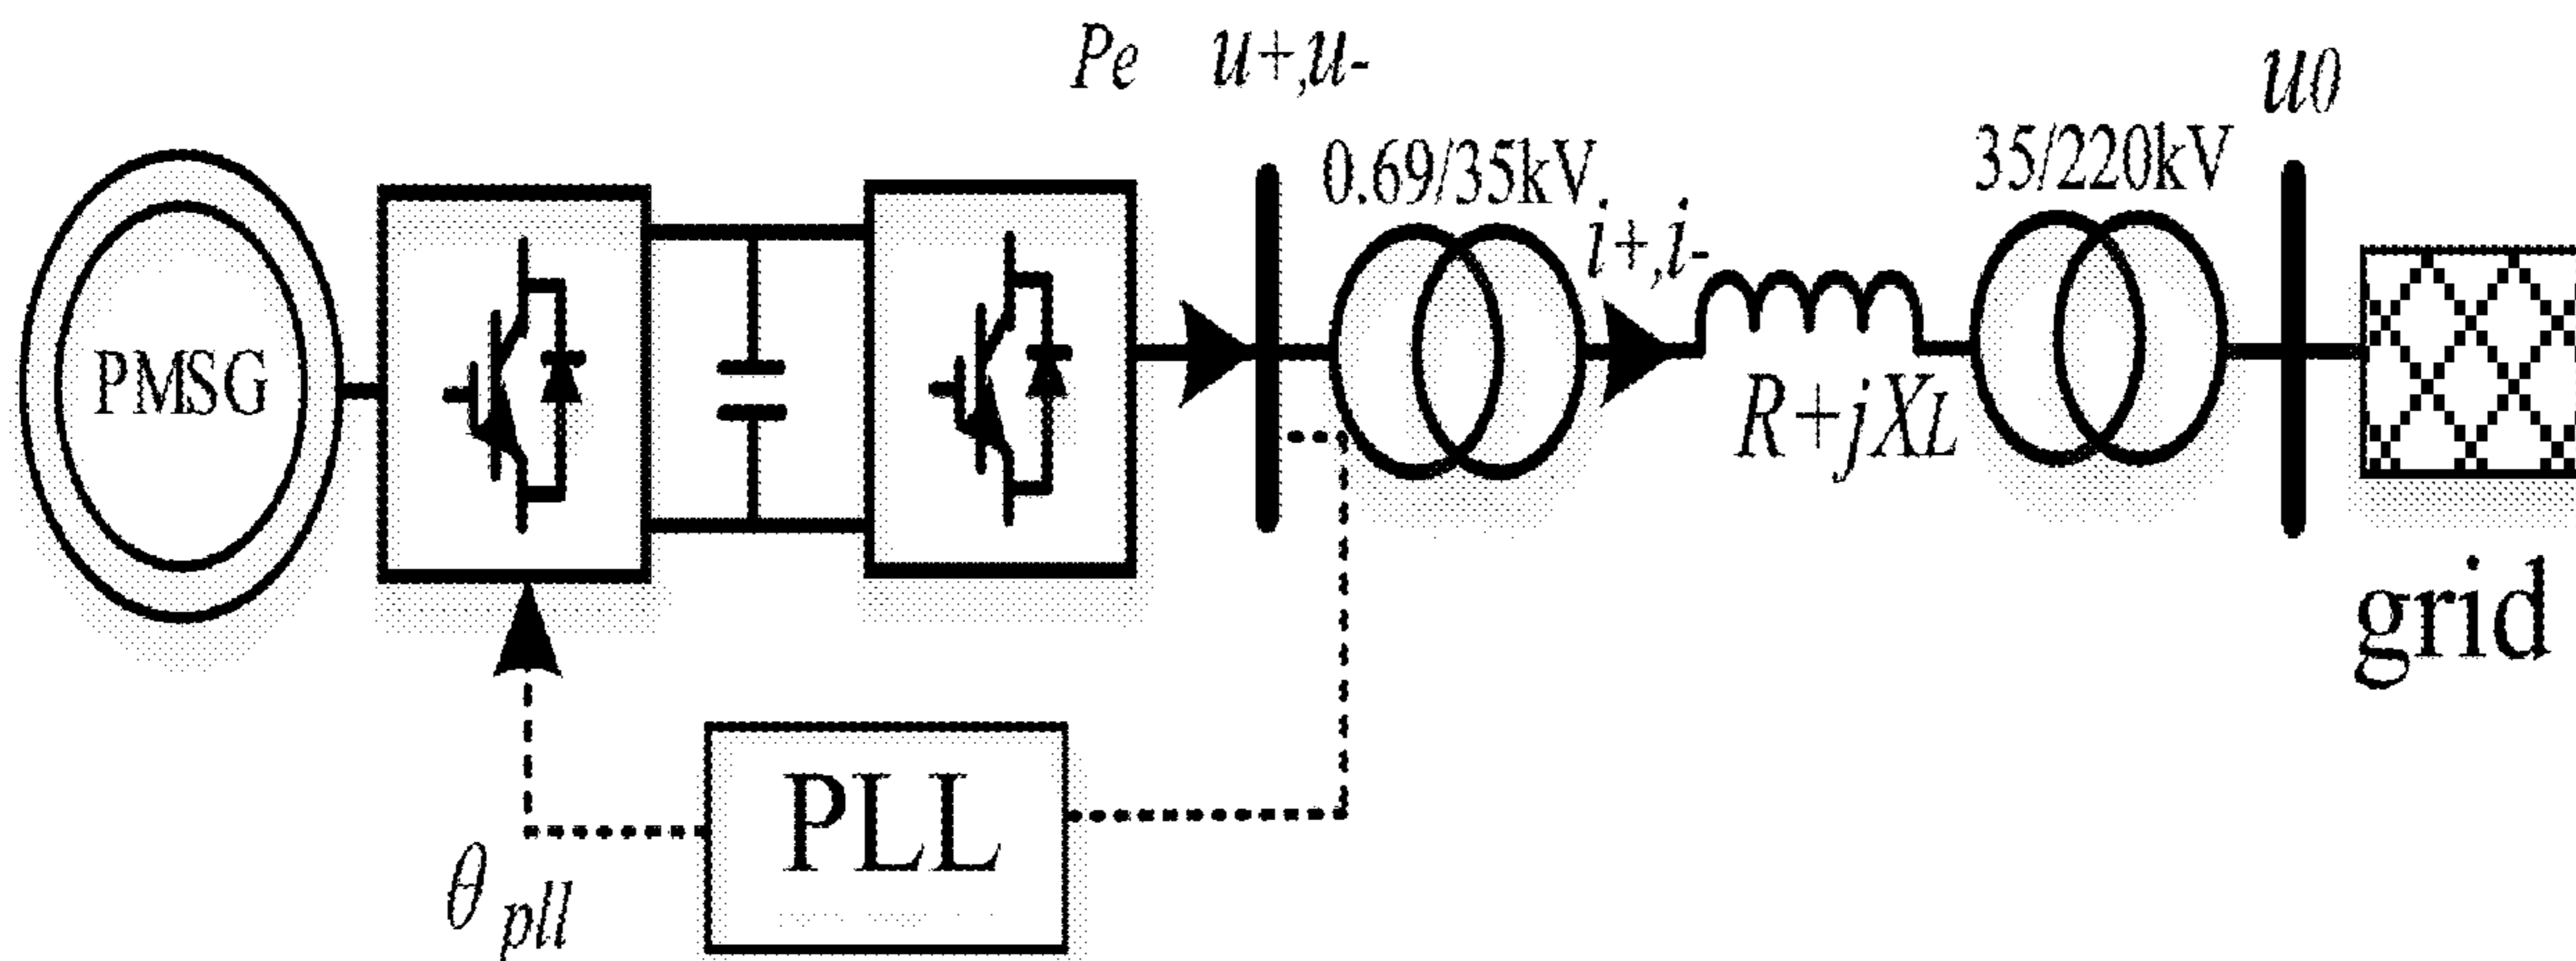 Pe u+,u-
u0
0.69/35kV
35/220kV
i+,i-
PMSG
R+jXL
grid
PLL
θpll